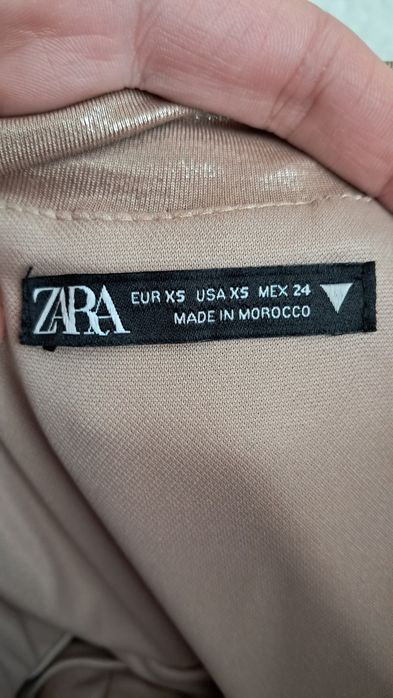 ZARA
EUR XS USA XS MEX 24
MADE IN MOROCCO